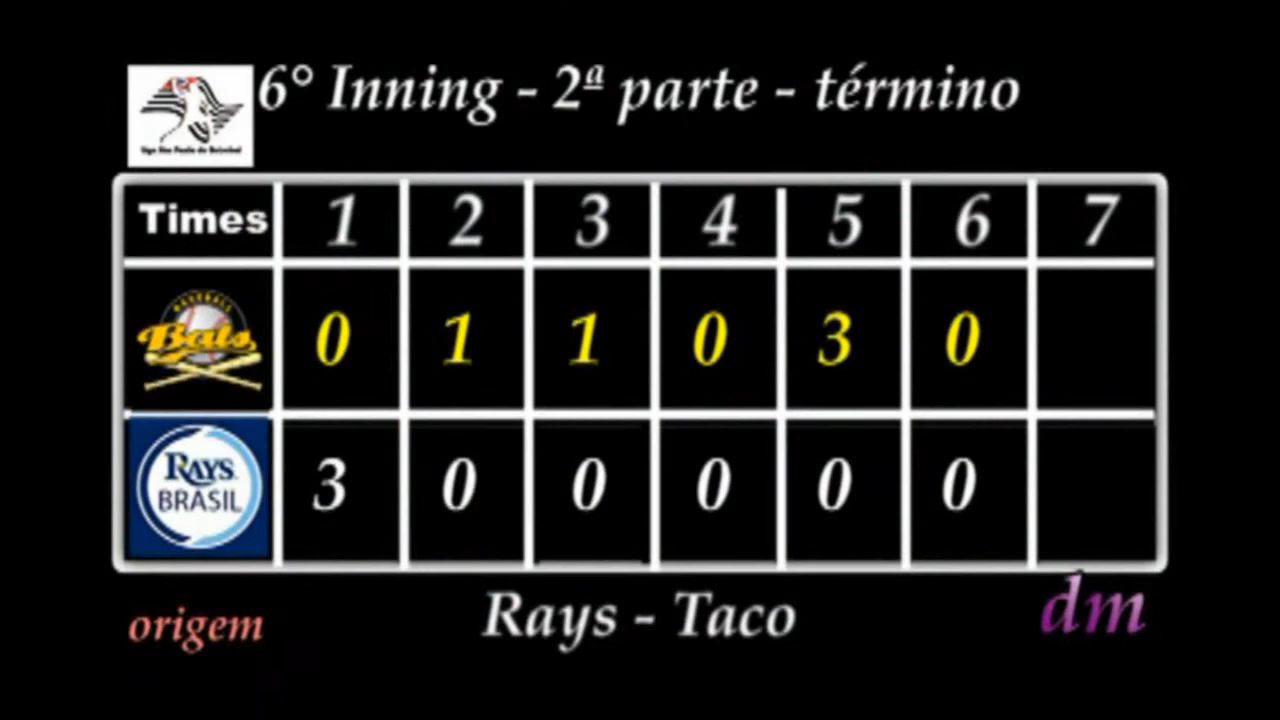 6° Inning - 2ª parte - término
Times 1 2 3 4 5 6 7
BASEBALL
Bats 0 1 1 0 3 0
RAYS
BRASIL 3 0 0 0 0 0
origem Rays - Taco dm